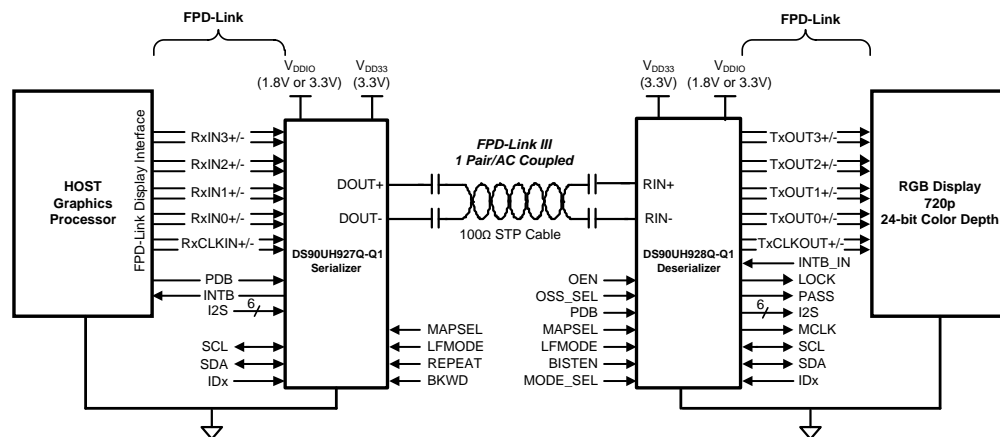 FPD-Link
FPD-Link
VDDIO
(1.8V or 3.3V)
VDD33
(3.3V)
VDD33
(3.3V)
VDDIO
(1.8V or 3.3V)
HOST
Graphics
Processor
FPD-Link Display Interface
RxIN3+/-
RxIN2+/-
RxIN1+/-
RxIN0+/-
RxCLKIN+/-
PDB
INTB
I2S
6
SCL
SDA
IDx
DOUT+
DOUT-
DS90UH927Q-Q1
Serializer
MAPSEL
LFMODE
REPEAT
BKWD
FPD-Link III
1 Pair/AC Coupled
100Ω STP Cable
RIN+
RIN-
DS90UH928Q-Q1
Deserializer
OEN
OSS_SEL
PDB
MAPSEL
LFMODE
BISTEN
MODE_SEL
TxOUT3+/-
TxOUT2+/-
TxOUT1+/-
TxOUT0+/-
TxCLKOUT+/-
INTB_IN
LOCK
PASS
6
I2S
MCLK
SCL
SDA
IDx
RGB Display
720p
24-bit Color Depth